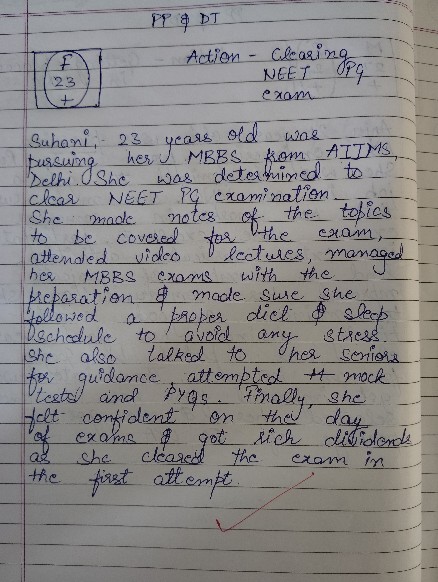 PP & DT
F
23
+
Action - Clearing
NEET PG
exam
Suhani, 23 years old was
pursuing her MBBS from AIIMS,
Delhi. She was determined to
clear NEET PG examination.
She made notes of the topics
to be covered for the exam,
attended video lectures, managed
her MBBS exams with the
preparation & made sure she
followed a proper diet & sleep
schedule to avoid any stress.
She also talked to her seniors
for guidance attempted mock
tests and PYQs. Finally, she
felt confident on the day
of exams & got rich dividends
as she cleared the exam in
the first attempt.